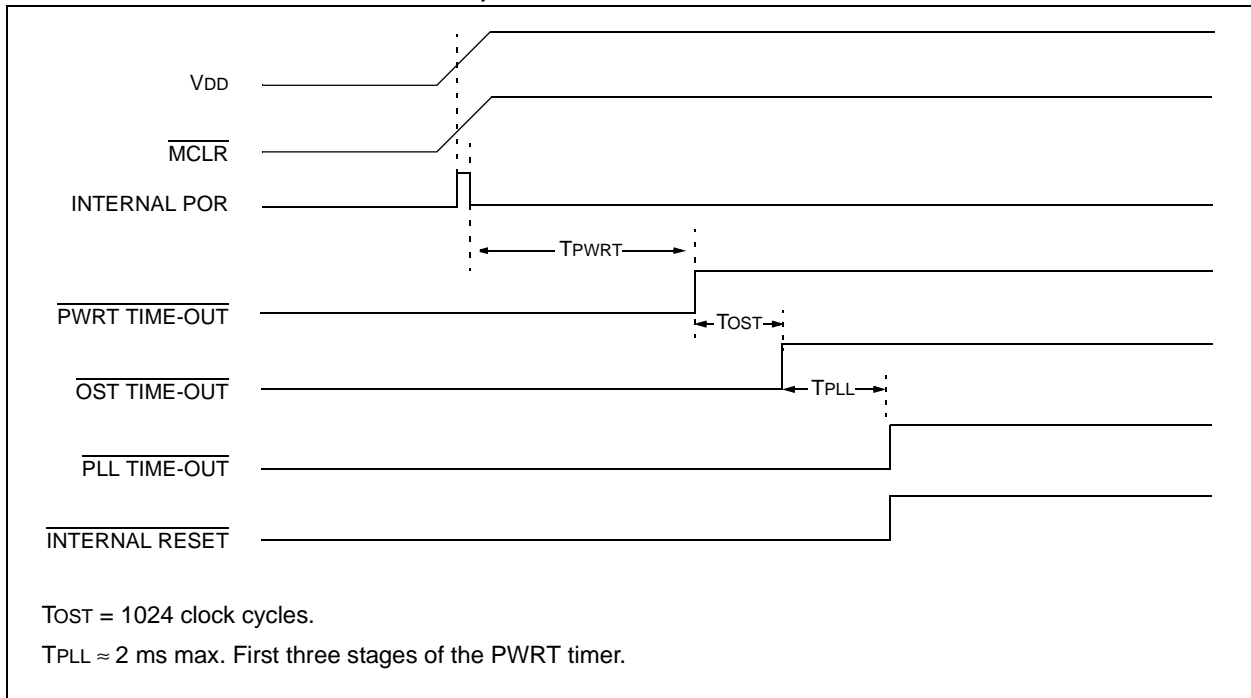 VDD
MCLR
INTERNAL POR
TPWRT
PWRT TIME-OUT
TOST
OST TIME-OUT
TPLL
PLL TIME-OUT
INTERNAL RESET
TOST = 1024 clock cycles.
TPLL ≈ 2 ms max. First three stages of the PWRT timer.